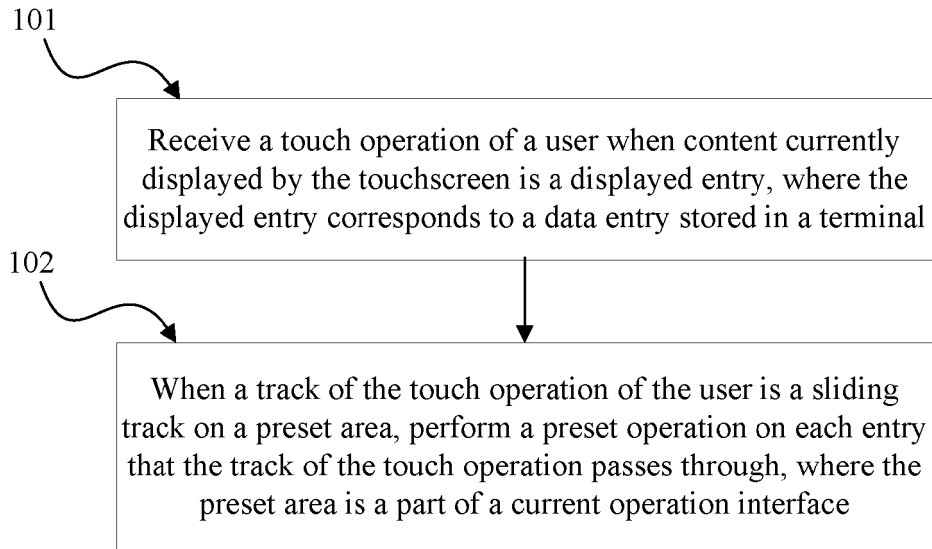 101
Receive a touch operation of a user when content currently
displayed by the touchscreen is a displayed entry, where the
displayed entry corresponds to a data entry stored in a terminal
102
When a track of the touch operation of the user is a sliding
track on a preset area, perform a preset operation on each entry
that the track of the touch operation passes through, where the
preset area is a part of a current operation interface